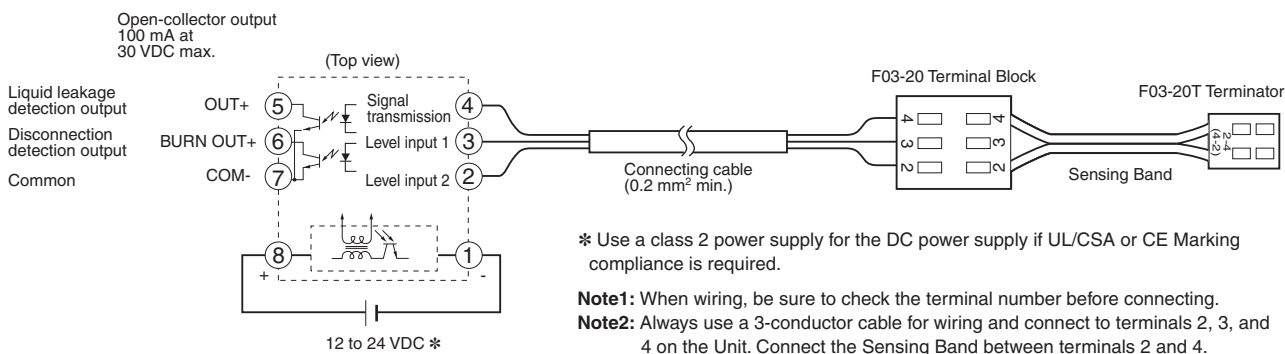 Open-collector output
100 mA at
30 VDC max.
(Top view)
F03-20 Terminal Block
F03-20T Terminator
Liquid leakage
detection output
OUT+
5
Signal
transmission
4
Disconnection
detection output
BURN OUT+
6
Level input 1
3
Common
COM-
7
Level input 2
2
Connecting cable
(0.2 mm² min.)
4
3
2
4
3
2
Sensing Band
2-4
(4-2)
8
1
+
-
12 to 24 VDC *
* Use a class 2 power supply for the DC power supply if UL/CSA or CE Marking
compliance is required.
Note1: When wiring, be sure to check the terminal number before connecting.
Note2: Always use a 3-conductor cable for wiring and connect to terminals 2, 3, and
4 on the Unit. Connect the Sensing Band between terminals 2 and 4.